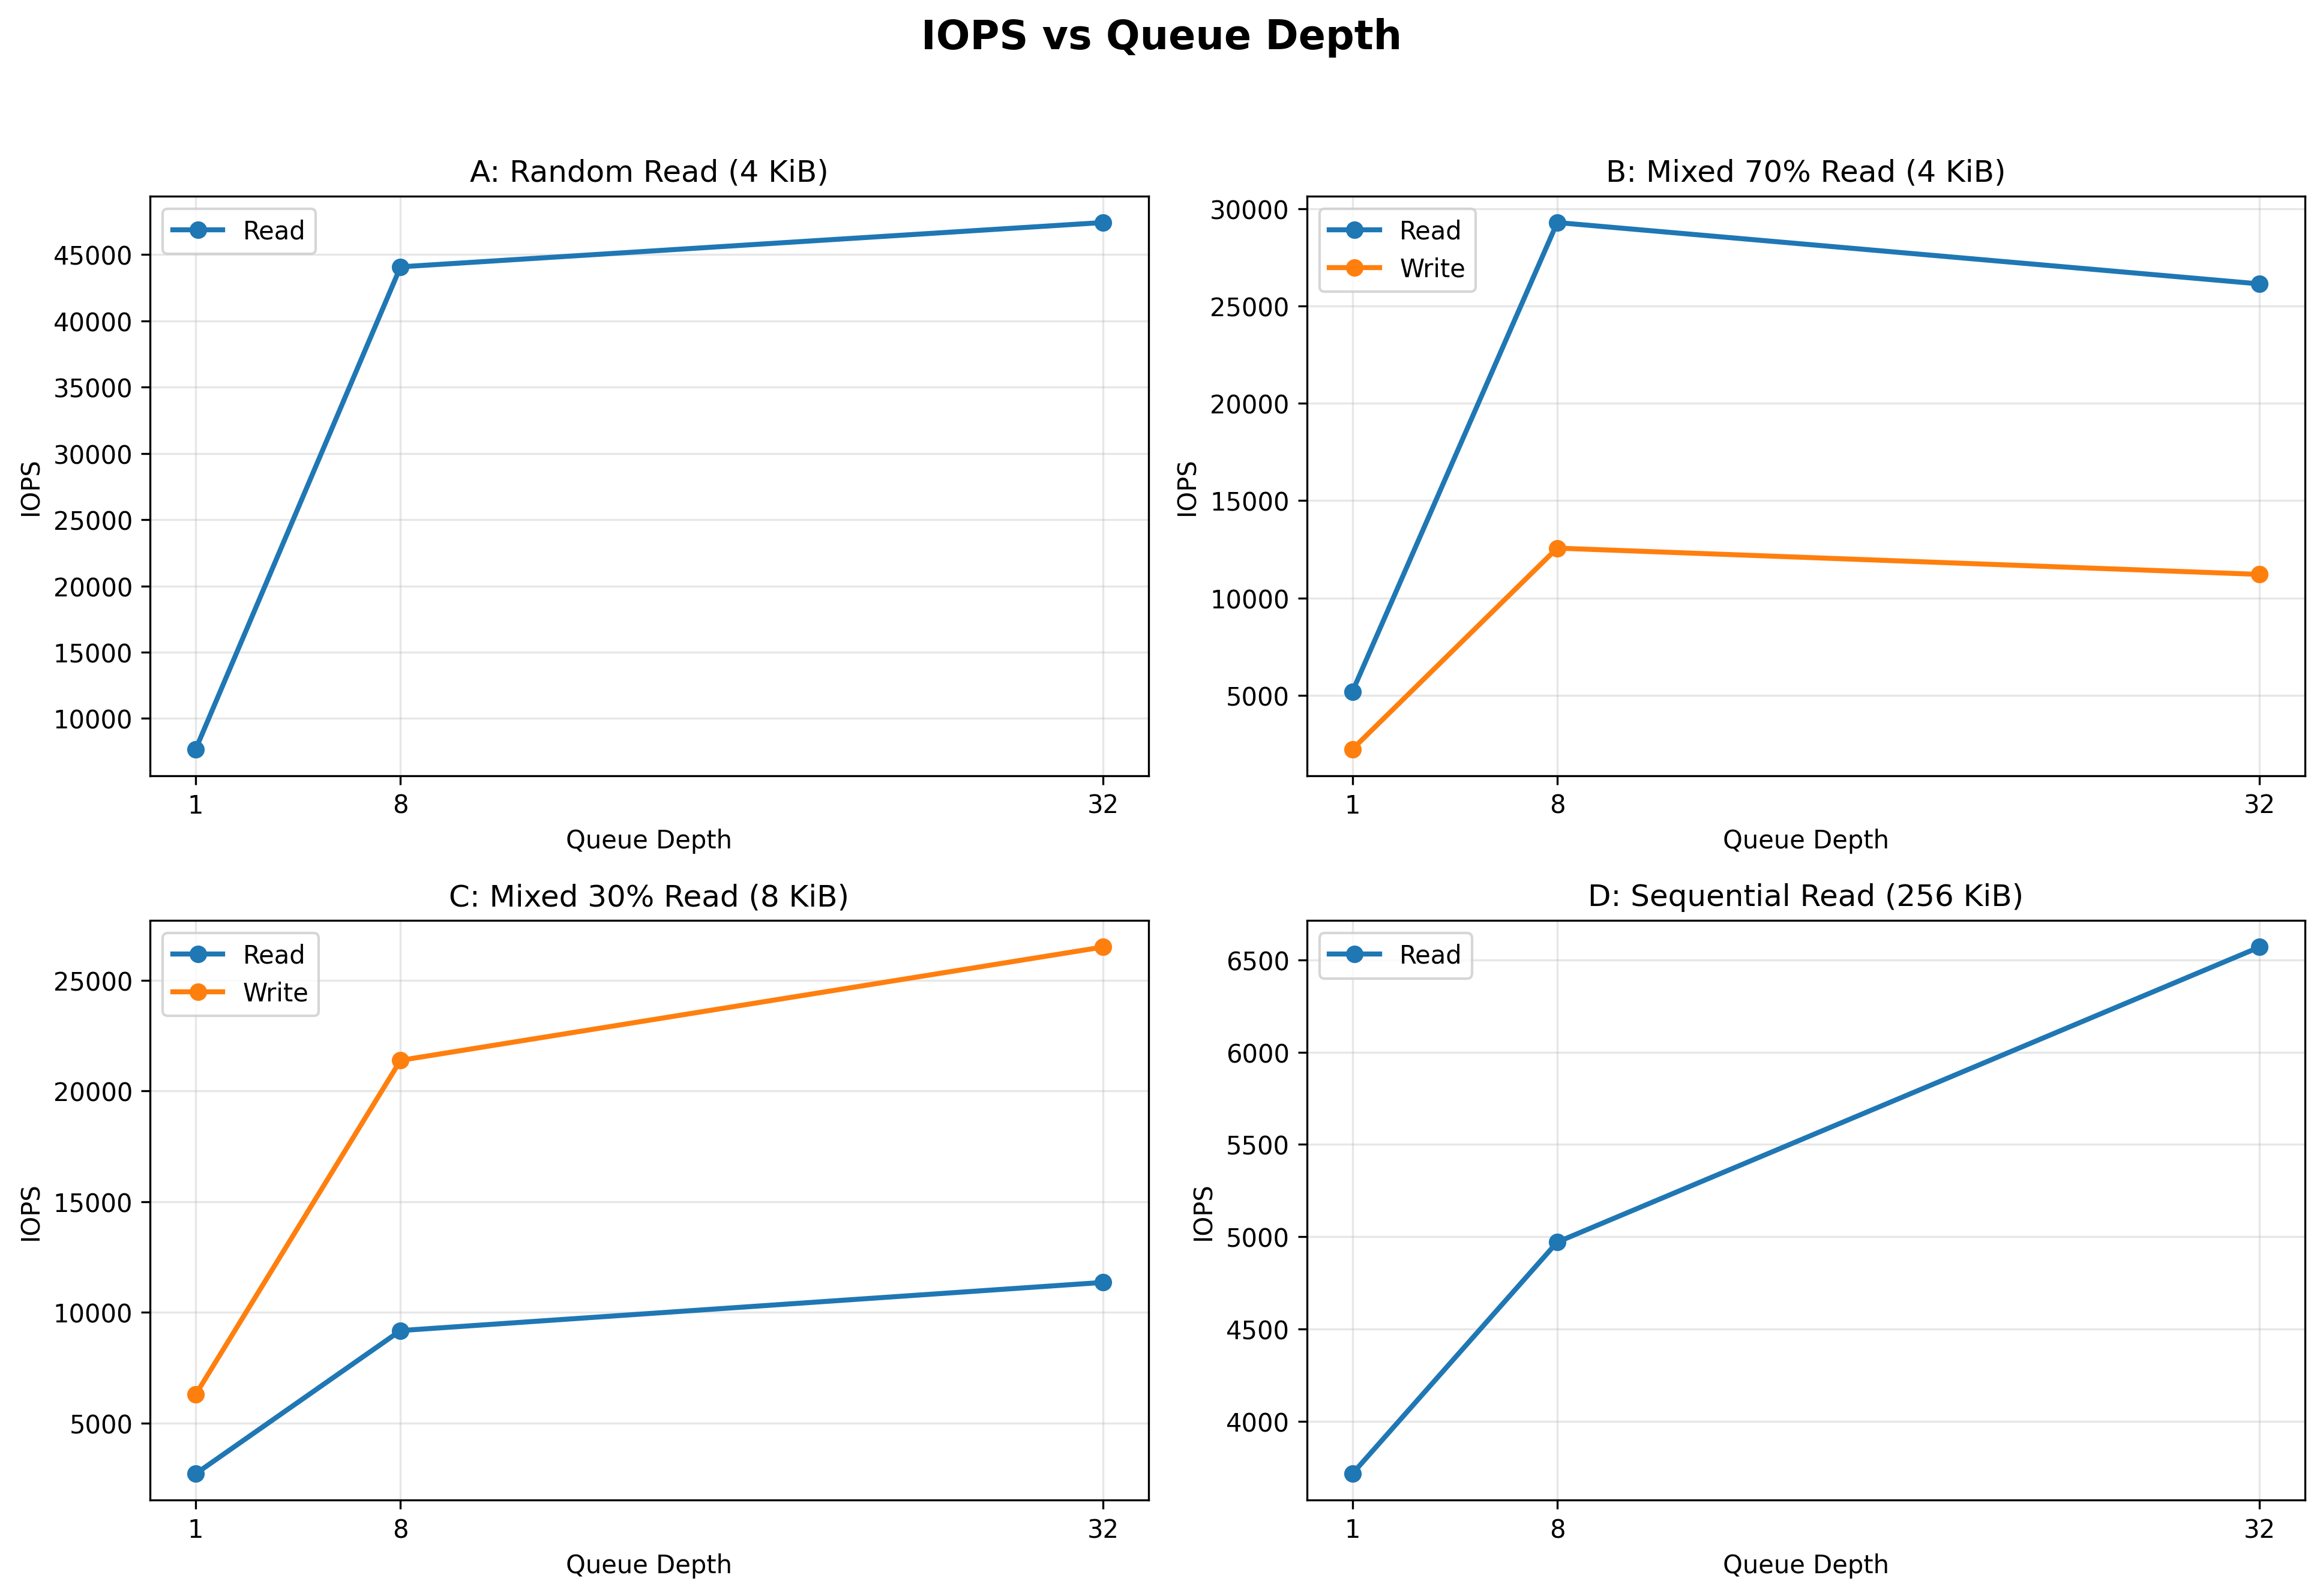 IOPS vs Queue Depth
A: Random Read (4 KiB)
Read
45000
40000
35000
30000
25000
20000
15000
10000
IOPS
1
8
32
Queue Depth
B: Mixed 70% Read (4 KiB)
Read
Write
30000
25000
20000
15000
10000
5000
IOPS
1
8
32
Queue Depth
C: Mixed 30% Read (8 KiB)
Read
Write
25000
20000
15000
10000
5000
IOPS
1
8
32
Queue Depth
D: Sequential Read (256 KiB)
Read
6500
6000
5500
5000
4500
4000
IOPS
1
8
32
Queue Depth